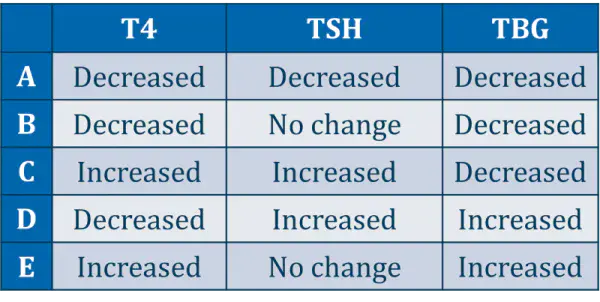 T4 TSH TBG
A Decreased Decreased Decreased
B Decreased No change Decreased
C Increased Increased Decreased
D Decreased Increased Increased
E Increased No change Increased